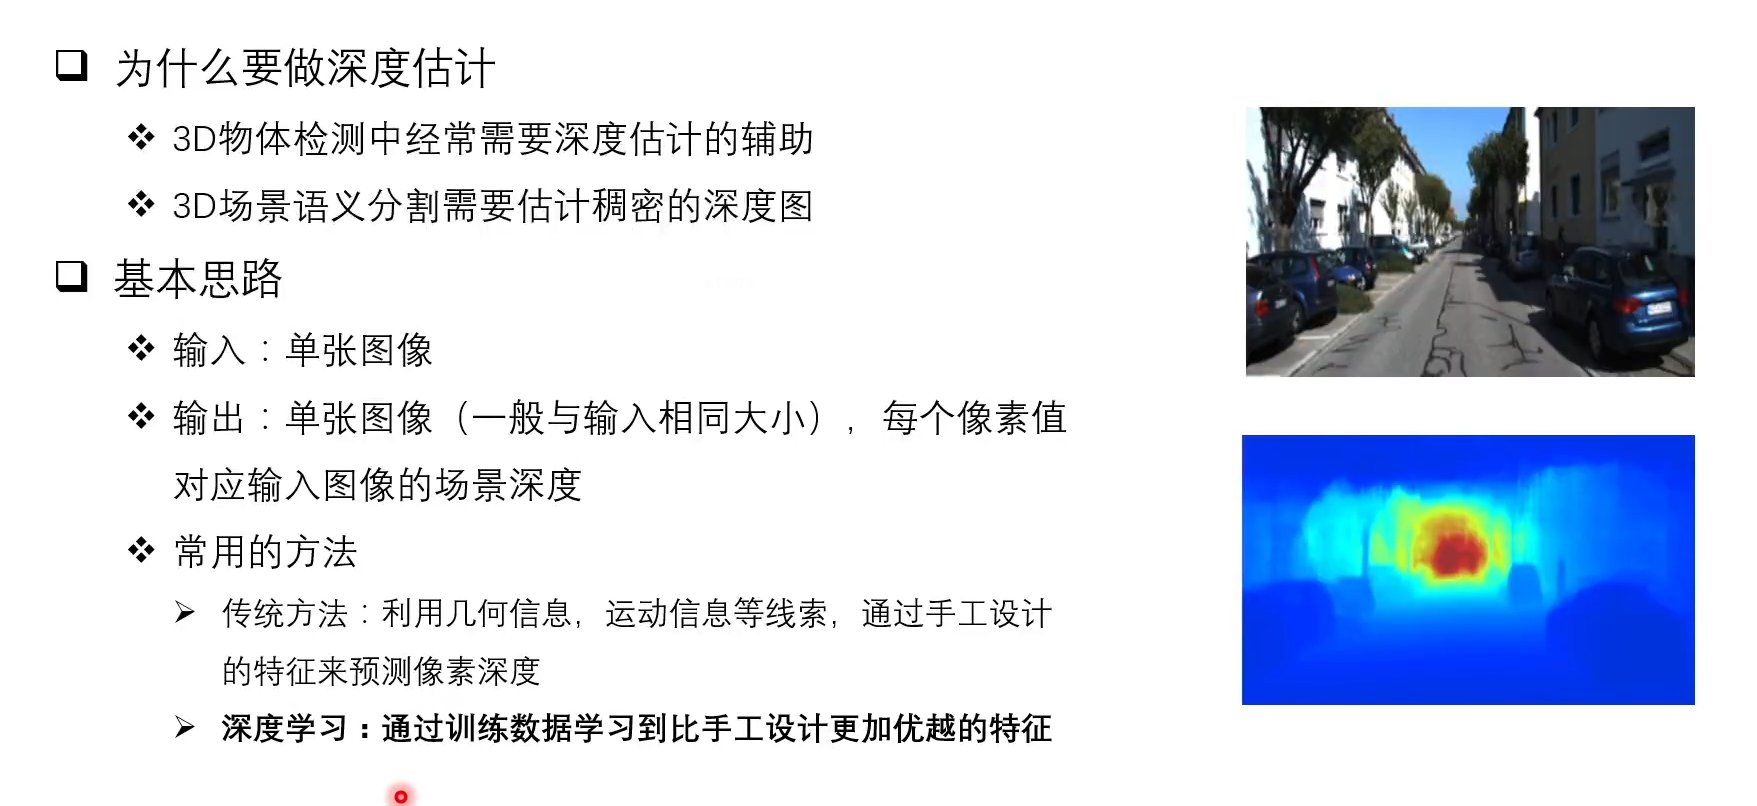 为什么要做深度估计
3D物体检测中经常需要深度估计的辅助
3D场景语义分割需要估计稠密的深度图
基本思路
输入：单张图像
输出：单张图像（一般与输入相同大小），每个像素值
对应输入图像的场景深度
常用的方法
传统方法：利用几何信息，运动信息等线索，通过手工设计
的特征来预测像素深度
深度学习：通过训练数据学习到比手工设计更加优越的特征